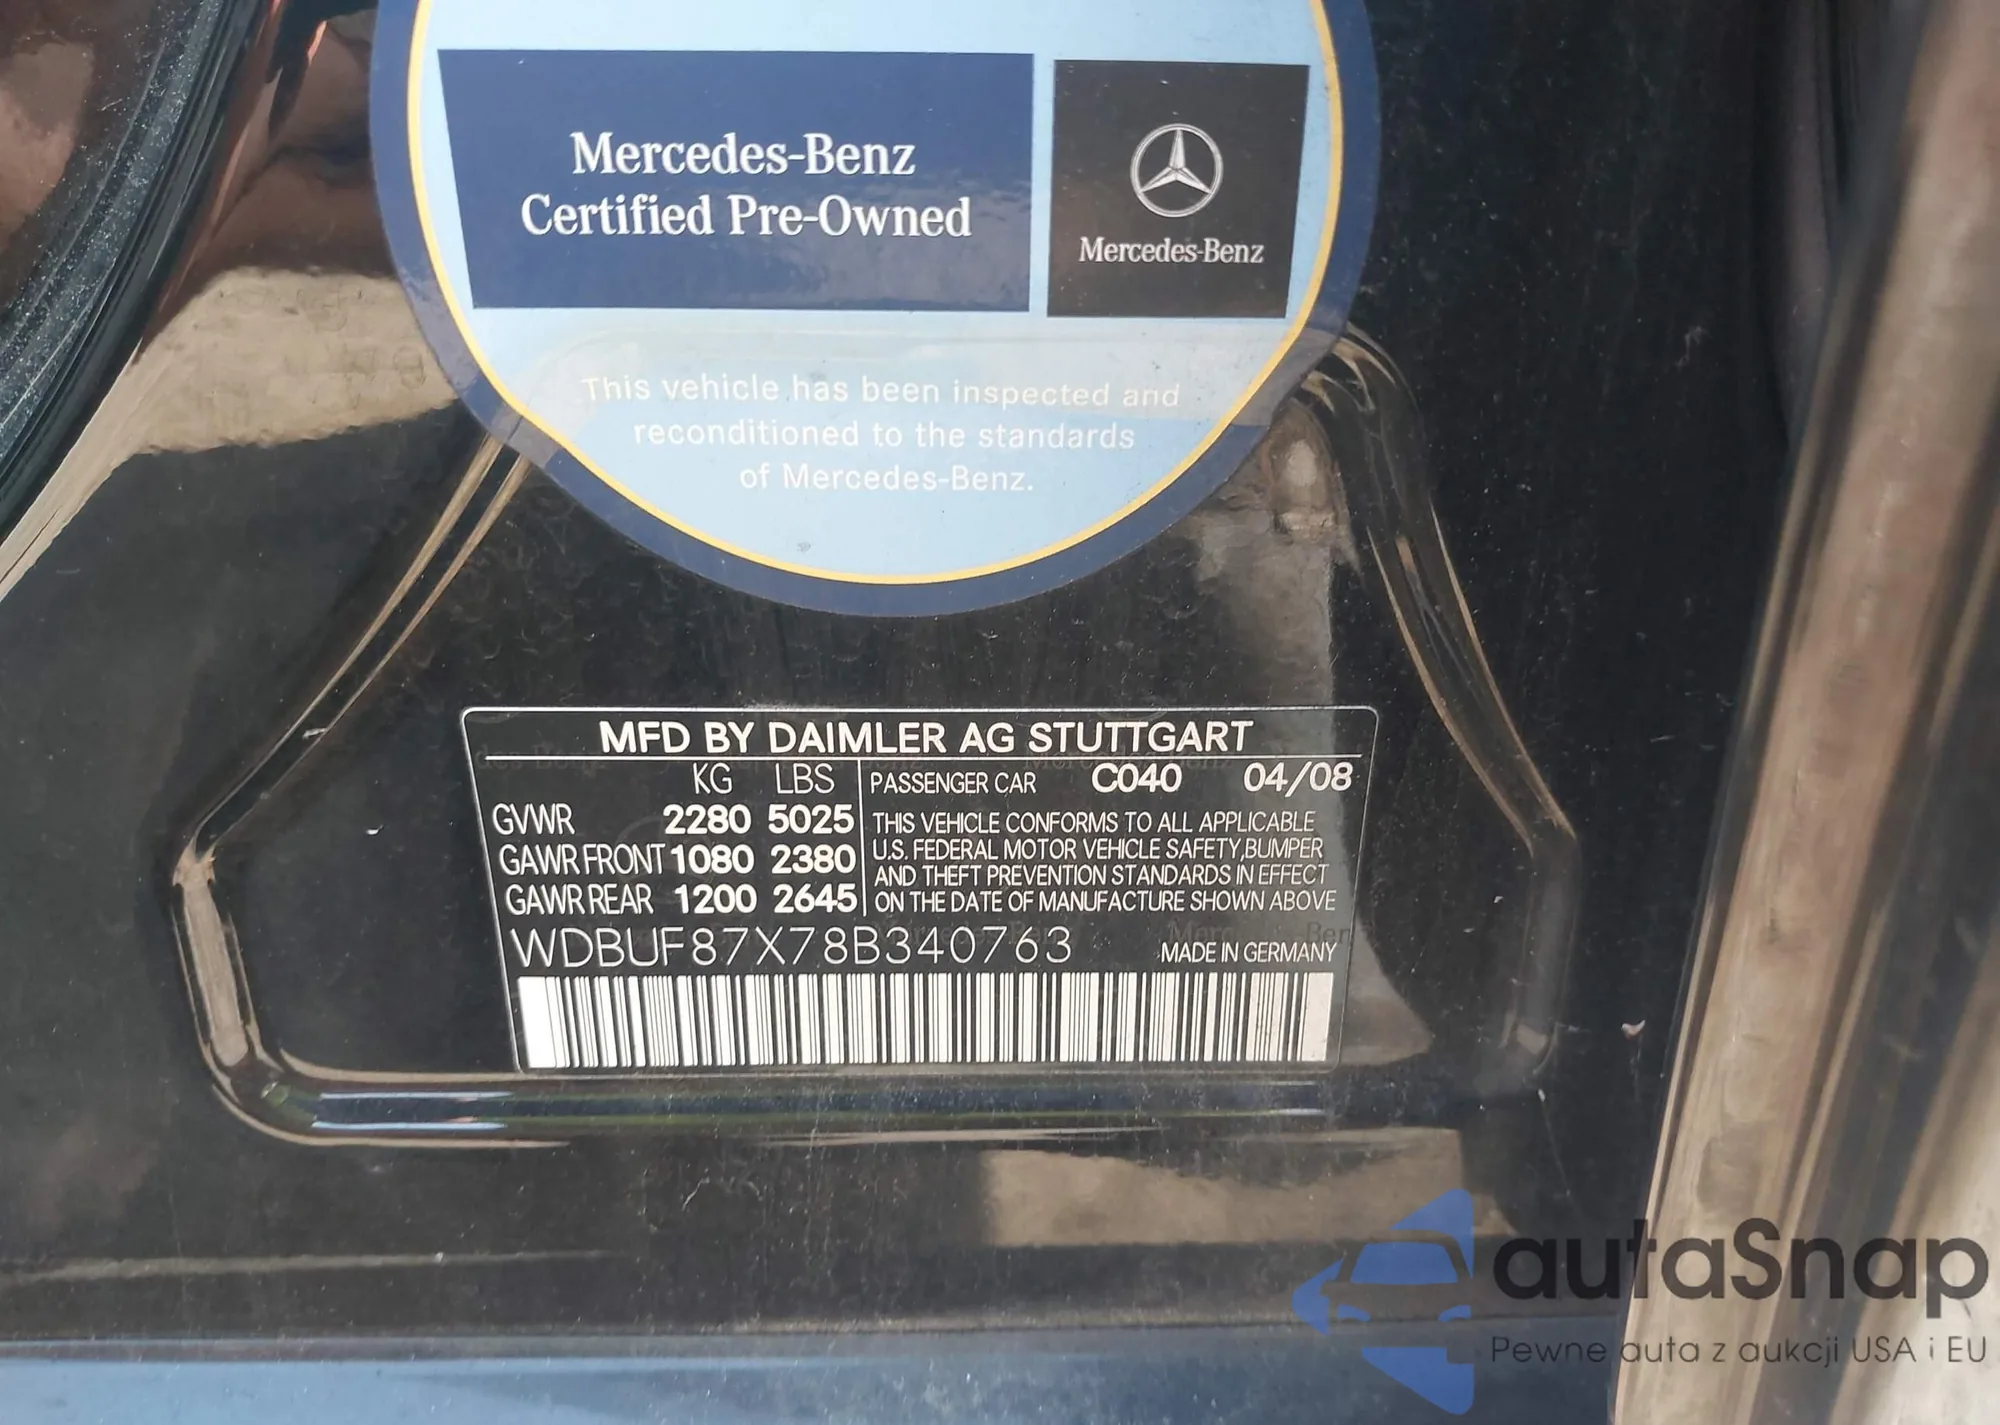 Mercedes-Benz
Certified Pre-Owned
Mercedes-Benz
This vehicle has been inspected and
reconditioned to the standards
of Mercedes-Benz.
MFD BY DAIMLER AG STUTTGART
KG LBS
GVWR 2280 5025
GAWR FRONT 1080 2380
GAWR REAR 1200 2645
PASSENGER CAR C040 04/08
THIS VEHICLE CONFORMS TO ALL APPLICABLE
U.S. FEDERAL MOTOR VEHICLE SAFETY,BUMPER
AND THEFT PREVENTION STANDARDS IN EFFECT
ON THE DATE OF MANUFACTURE SHOWN ABOVE
WDBUF87X78B340763 MADE IN GERMANY
autaSnap
Pewne auta z aukcji USA i EU